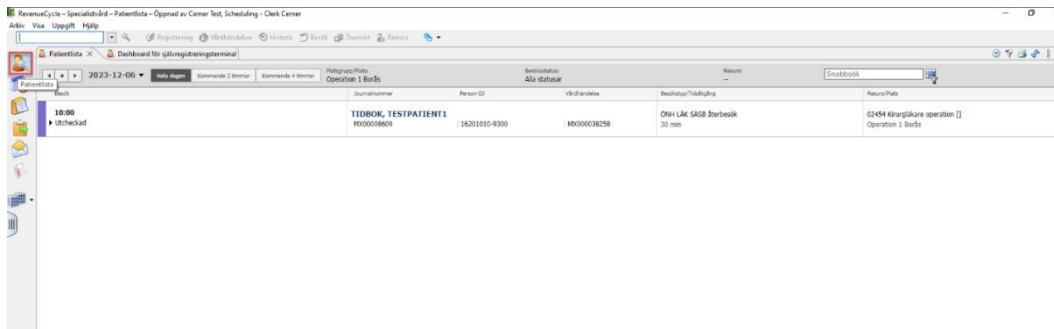 RevenueCycle – Specialistvård – Patientlista – Öppnad av Cerner Test, Scheduling - Clerk Cerner
Arkiv Visa Uppgift Hjälp
Registrering Vårdhändelser Historik Besök Översikt Remiss
Patientlista Dashboard för självregistreringsterminal
2023-12-06 Hela dagen Kommande 2 timmar Kommande 4 timmar Platsgrupp/Plats: Operation 1 Borås Besöksstatus: Alla statusar Resurs: -- Snabbsök
Patientlista
Besök Journalnummer Person-ID Vårdhändelse Besökstyp/Tidsåtgång Resurs/Plats
10:00 TIDBOK, TESTPATIENT1 ÖNH LÄK SÄSB återbesök 02454 Kirurgläkare operation []
Utcheckad MX00008609 16201010-9300 MX000038258 30 min Operation 1 Borås